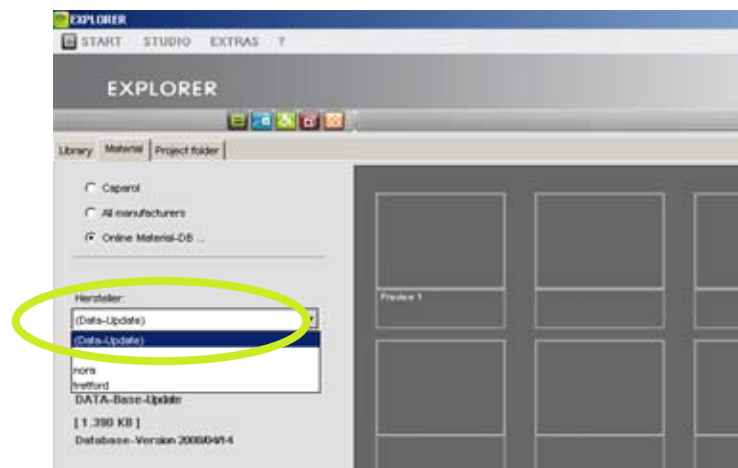 EXPLORER
START STUDIO EXTRAS ?
EXPLORER
Library Material Project folder
Caparol
All manufacturers
Online Material-DB ...
Hersteller:
Preview 1
(Data-Update)
(Data-Update)
nora
tretford
DATA-Base-Update
[ 1.390 KB ]
Database-Version 2008/04/14